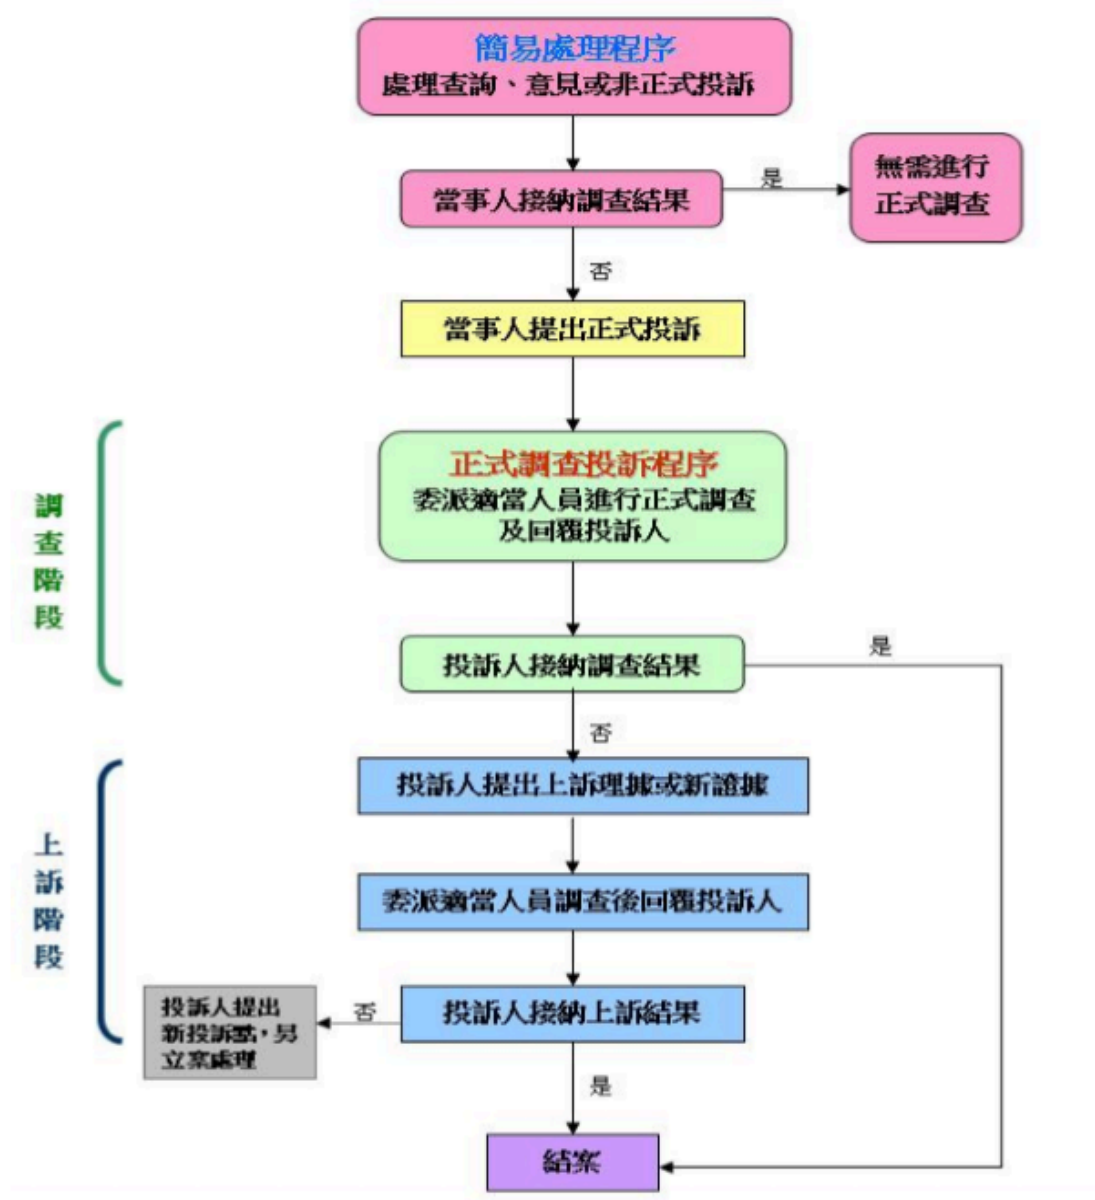 簡易處理程序
處理查詢、意見或非正式投訴
當事人接納調查結果
是
無需進行
正式調查
否
當事人提出正式投訴
調查階段
正式調查投訴程序
委派適當人員進行正式調查
及回覆投訴人
投訴人接納調查結果
是
否
上訴階段
投訴人提出上訴理據或新證據
委派適當人員調查後回覆投訴人
投訴人接納上訴結果
否
投訴人提出
新投訴點，另
立案處理
是
結案